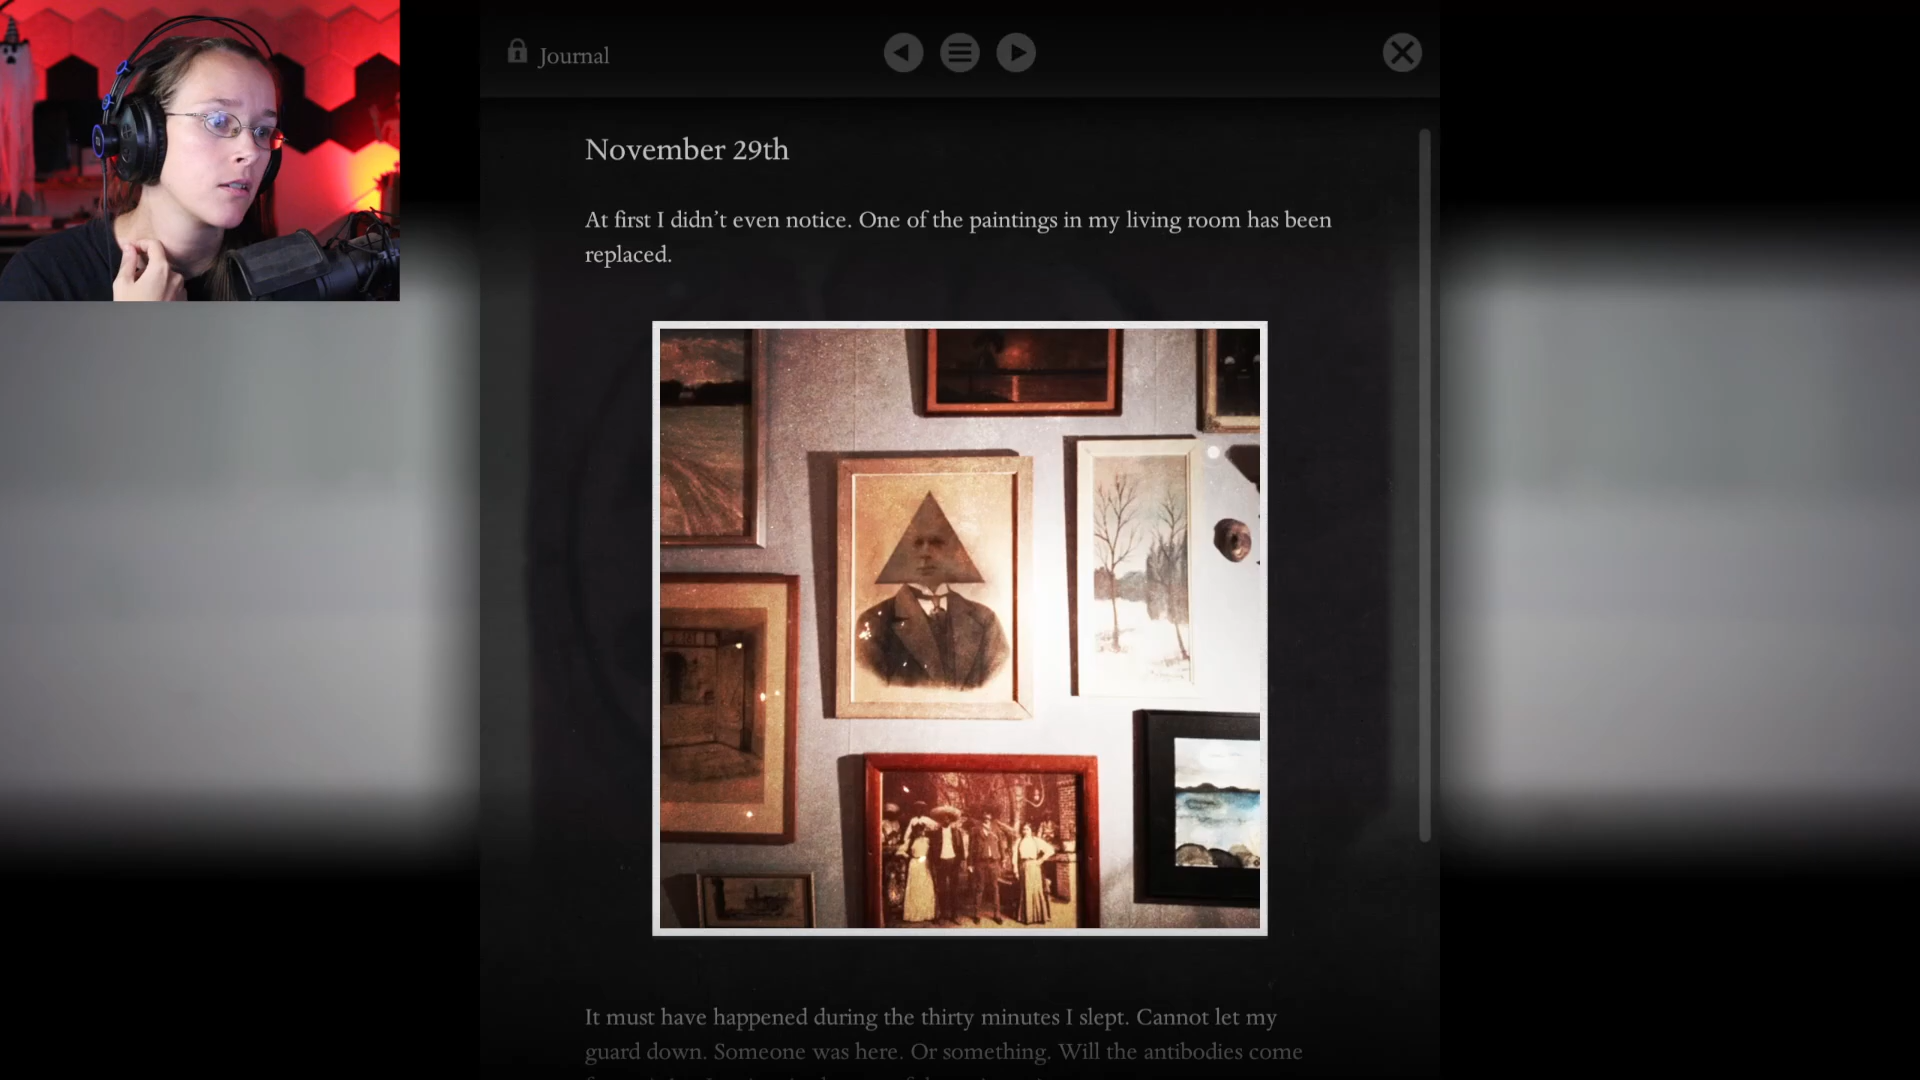 Journal
November 29th
At first I didn’t even notice. One of the paintings in my living room has been
replaced.
It must have happened during the thirty minutes I slept. Cannot let my
guard down. Someone was here. Or something. Will the antibodies come